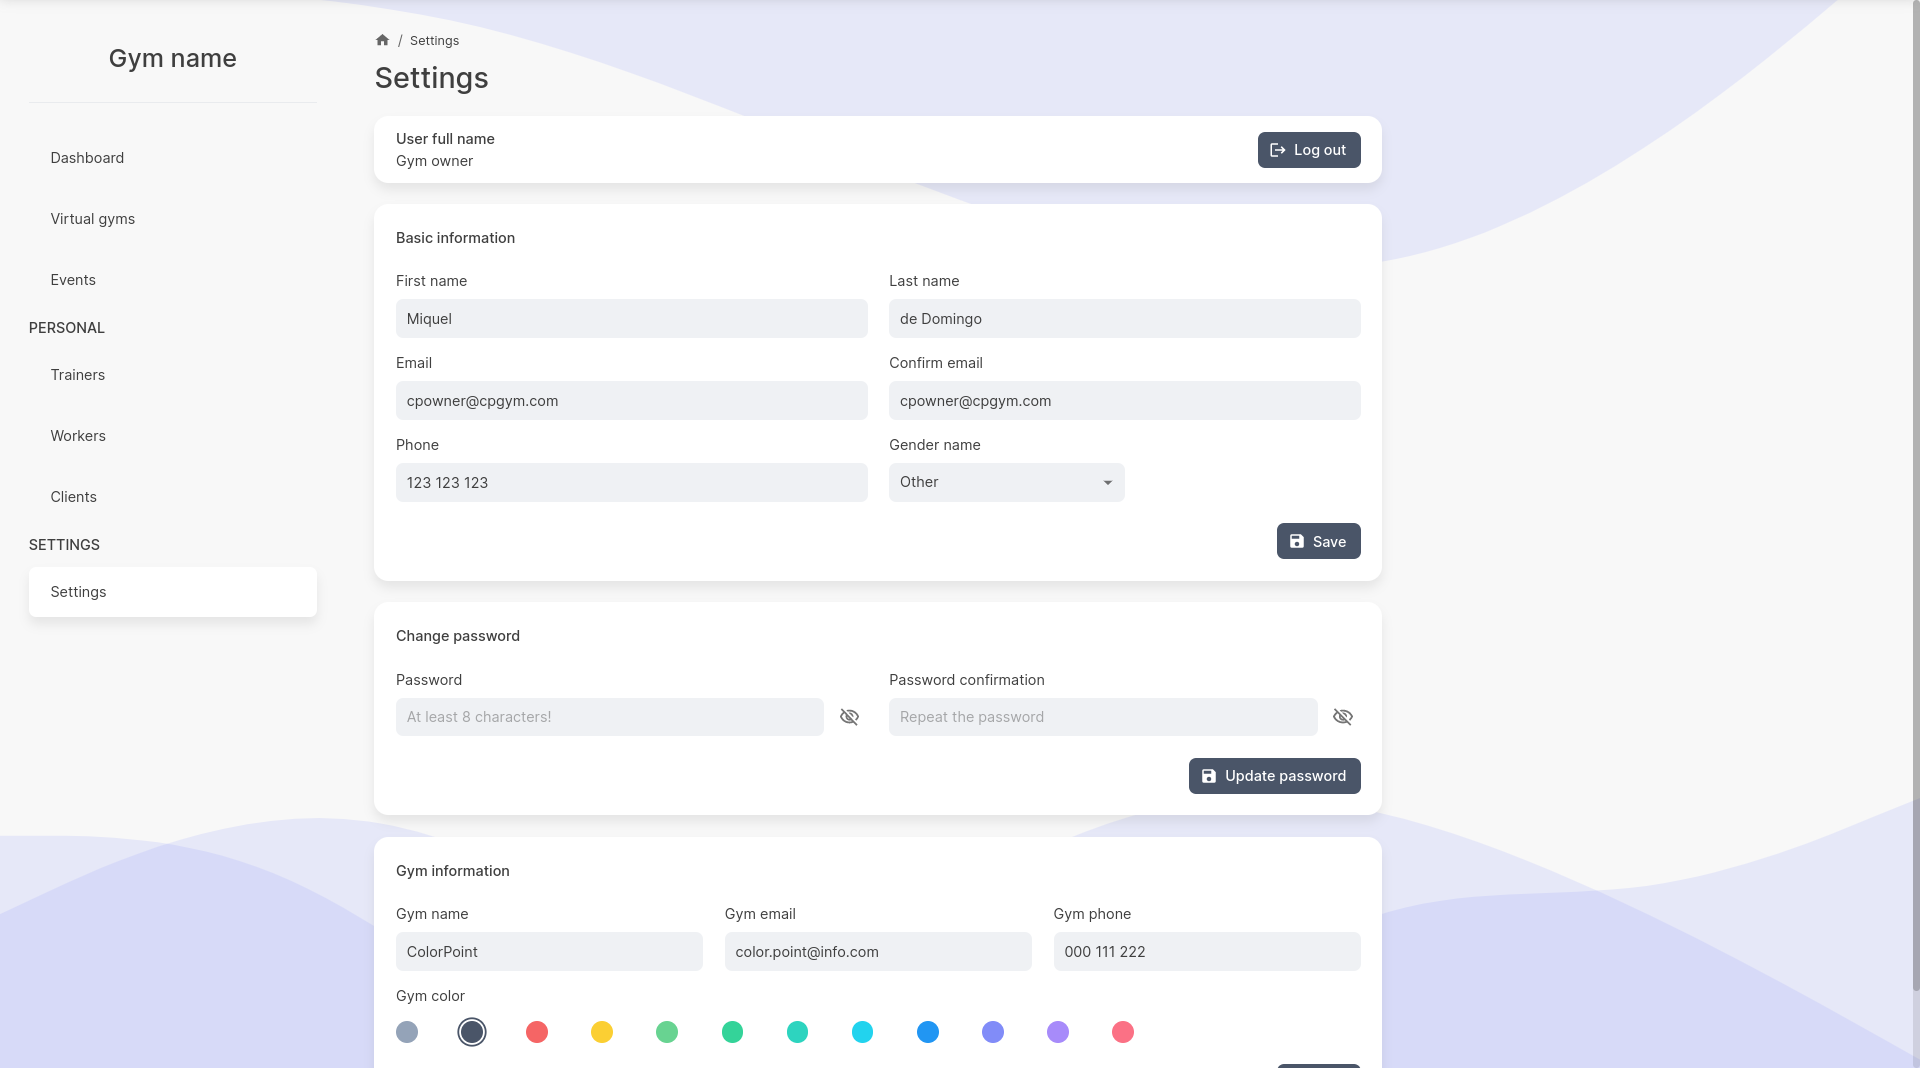 Gym name
Dashboard
Virtual gyms
Events
PERSONAL
Trainers
Workers
Clients
SETTINGS
Settings
/ Settings
Settings
User full name
Gym owner
Log out
Basic information
First name
Last name
Miquel
de Domingo
Email
Confirm email
cpowner@cpgym.com
cpowner@cpgym.com
Phone
Gender name
123 123 123
Other
Save
Change password
Password
Password confirmation
At least 8 characters!
Repeat the password
Update password
Gym information
Gym name
Gym email
Gym phone
ColorPoint
color.point@info.com
000 111 222
Gym color